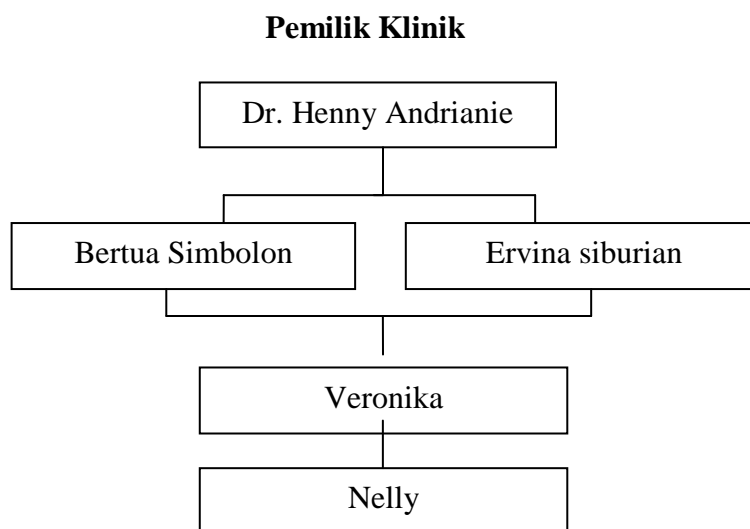 Pemilik Klinik
Dr. Henny Andrianie
Bertua Simbolon
Ervina siburian
Veronika
Nelly